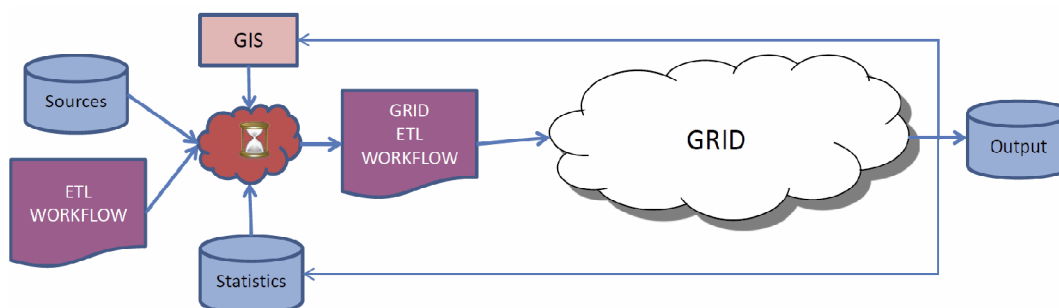 GIS
Sources
GRID
ETL
WORKFLOW
GRID
Output
ETL
WORKFLOW
Statistics